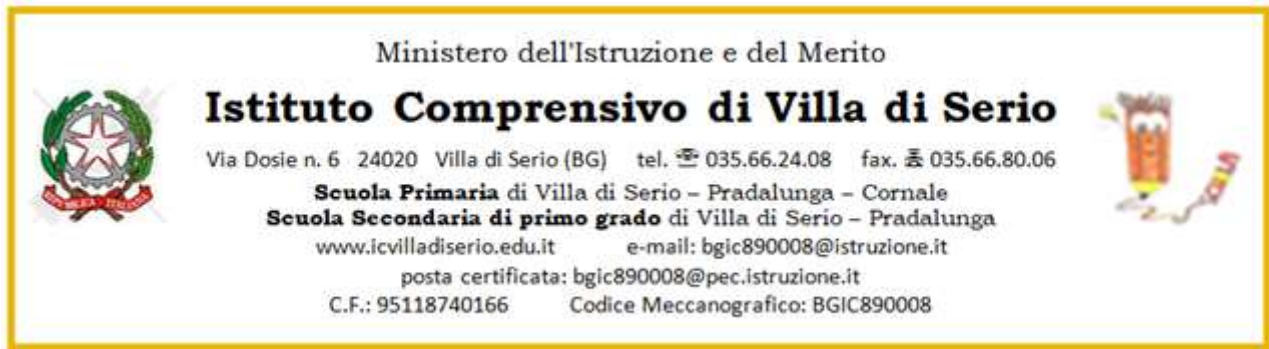 Ministero dell'Istruzione e del Merito
Istituto Comprensivo di Villa di Serio
Via Dosie n. 6 24020 Villa di Serio (BG) tel. ☏ 035.66.24.08 fax. 035.66.80.06
Scuola Primaria di Villa di Serio – Pradalunga – Cornale
Scuola Secondaria di primo grado di Villa di Serio – Pradalunga
www.icvilladiserio.edu.it e-mail: bgic890008@istruzione.it
posta certificata: bgic890008@pec.istruzione.it
C.F.: 95118740166 Codice Meccanografico: BGIC890008
REPVBBLICA ITALIANA